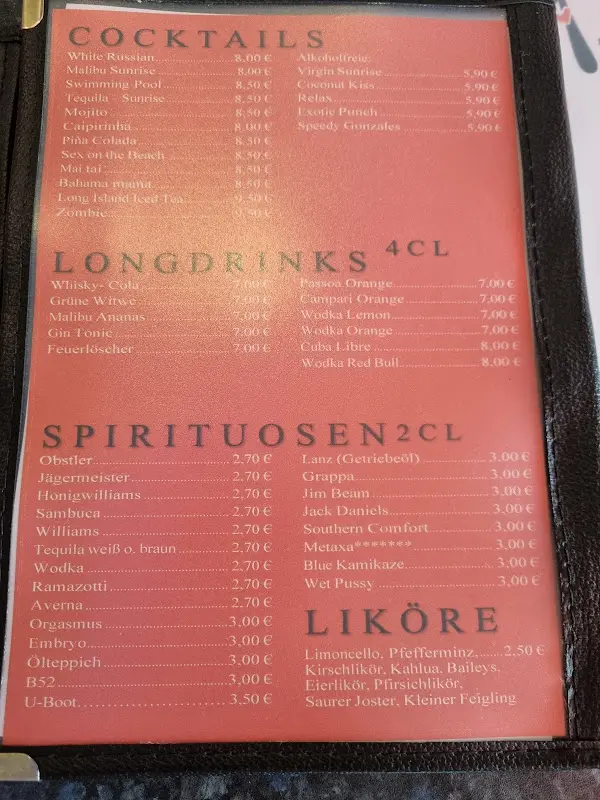 COCKTAILS
White Russian 8,00 €
Malibu Sunrise 8,00 €
Swimming Pool 8,50 €
Tequila – Sunrise 8,50 €
Mojito 8,50 €
Caipirinha 8,00 €
Piña Colada 8,50 €
Sex on the Beach 8,50 €
Mai tai 8,50 €
Bahama mama 8,50 €
Long Island Iced Tea 9,50 €
Zombie 9,50 €
Alkoholfreie:
Virgin Sunrise 5,90 €
Coconut Kiss 5,90 €
Relax 5,90 €
Exotic Punch 5,90 €
Speedy Gonzales 5,90 €
LONGDRINKS 4CL
Whisky- Cola 7,00 €
Grüne Witwe 7,00 €
Malibu Ananas 7,00 €
Gin Tonic 7,00 €
Feuerlöscher 7,00 €
Passoa Orange 7,00 €
Campari Orange 7,00 €
Wodka Lemon 7,00 €
Wodka Orange 7,00 €
Cuba Libre 8,00 €
Wodka Red Bull 8,00 €
SPIRITUOSEN 2CL
Obstler 2,70 €
Jägermeister 2,70 €
Honigwilliams 2,70 €
Sambuca 2,70 €
Williams 2,70 €
Tequila weiß o. braun 2,70 €
Wodka 2,70 €
Ramazotti 2,70 €
Averna 2,70 €
Orgasmus 3,00 €
Embryo 3,00 €
Ölteppich 3,00 €
B52 3,00 €
U-Boot 3.50 €
Lanz (Getriebeöl) 3,00 €
Grappa 3,00 €
Jim Beam 3,00 €
Jack Daniels 3,00 €
Southern Comfort 3,00 €
Metaxa******* 3,00 €
Blue Kamikaze 3,00 €
Wet Pussy 3,00 €
LIKÖRE
Limoncello, Pfefferminz, 2,50 €
Kirschlikör, Kahlua, Baileys,
Eierlikör, Pfirsichlikör,
Saurer Joster, Kleiner Feigling